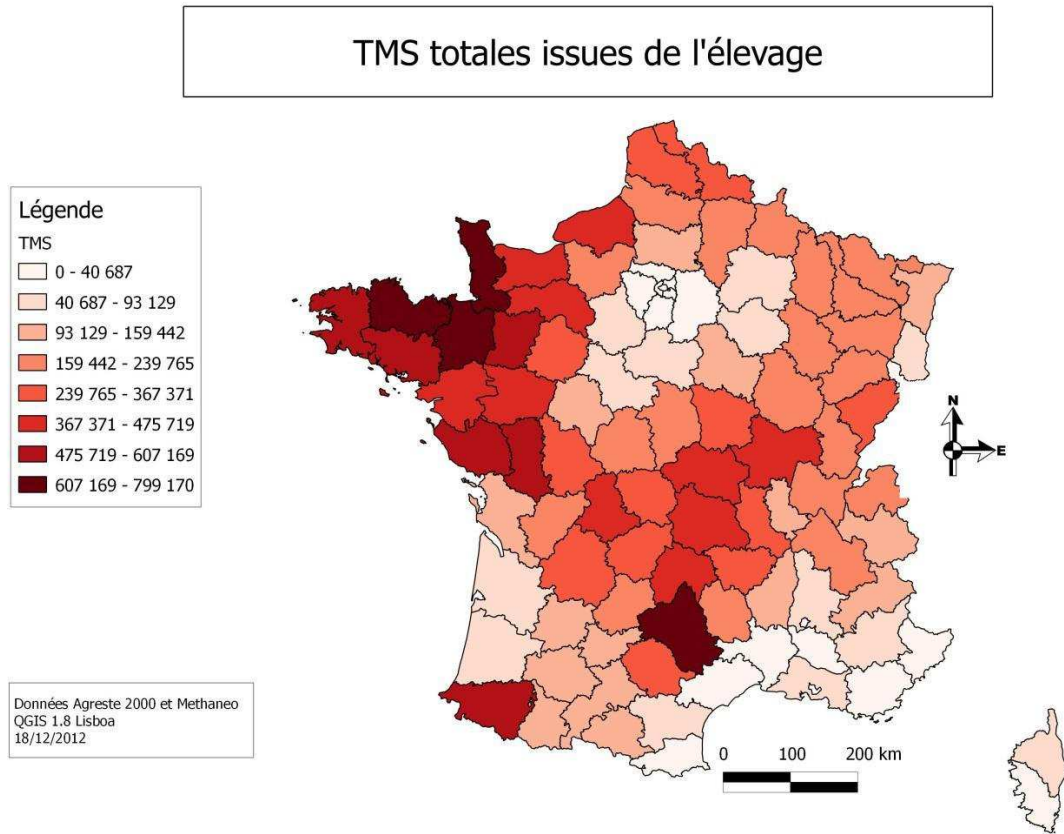 TMS totales issues de l'élevage
Légende
TMS
0 - 40 687
40 687 - 93 129
93 129 - 159 442
159 442 - 239 765
239 765 - 367 371
367 371 - 475 719
475 719 - 607 169
607 169 - 799 170
N
E
Données Agreste 2000 et Methaneo
QGIS 1.8 Lisboa
18/12/2012
0 100 200 km